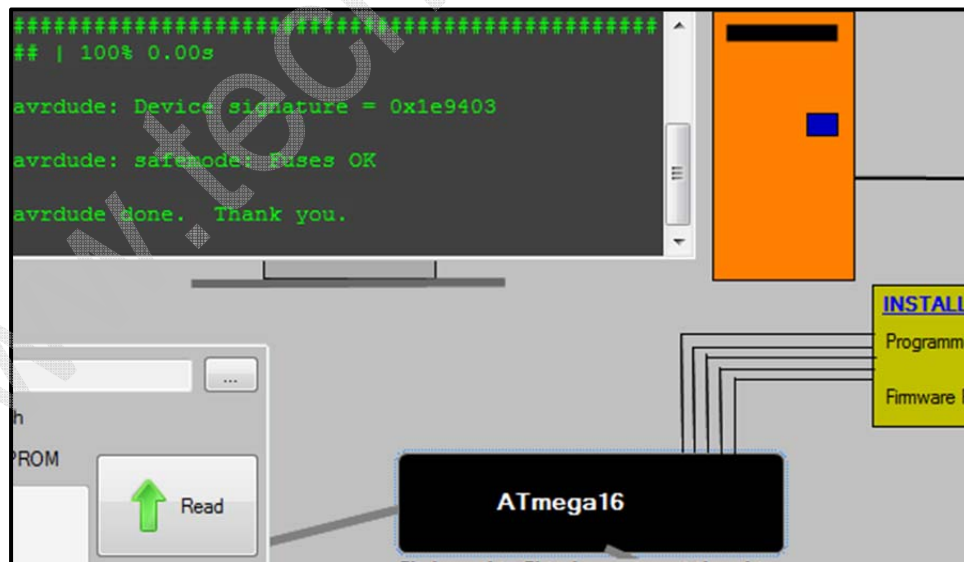 ##################################################
## | 100% 0.00s
avrdude: Device signature = 0x1e9403
avrdude: safemode: Fuses OK
avrdude done. Thank you.
INSTALL
Programm
Firmware
...
h
PROM
Read
ATmega16